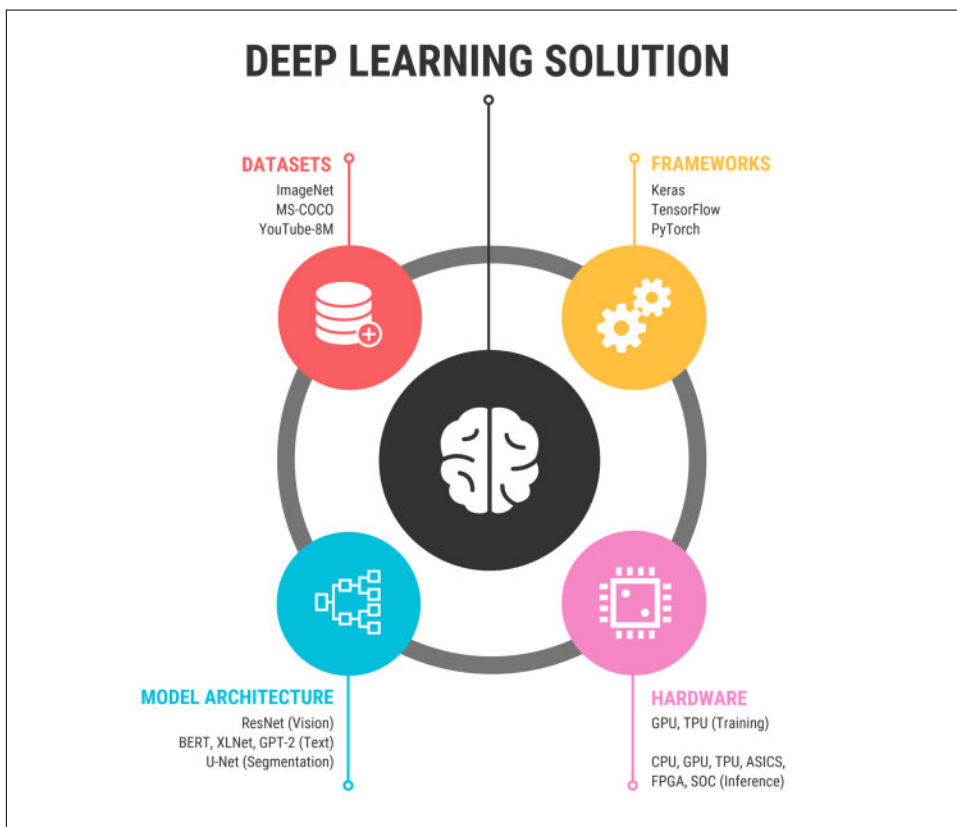 DEEP LEARNING SOLUTION
DATASETS
ImageNet
MS-COCO
YouTube-8M
FRAMEWORKS
Keras
TensorFlow
PyTorch
MODEL ARCHITECTURE
ResNet (Vision)
BERT, XLNet, GPT-2 (Text)
U-Net (Segmentation)
HARDWARE
GPU, TPU (Training)
CPU, GPU, TPU, ASICS,
FPGA, SOC (Inference)